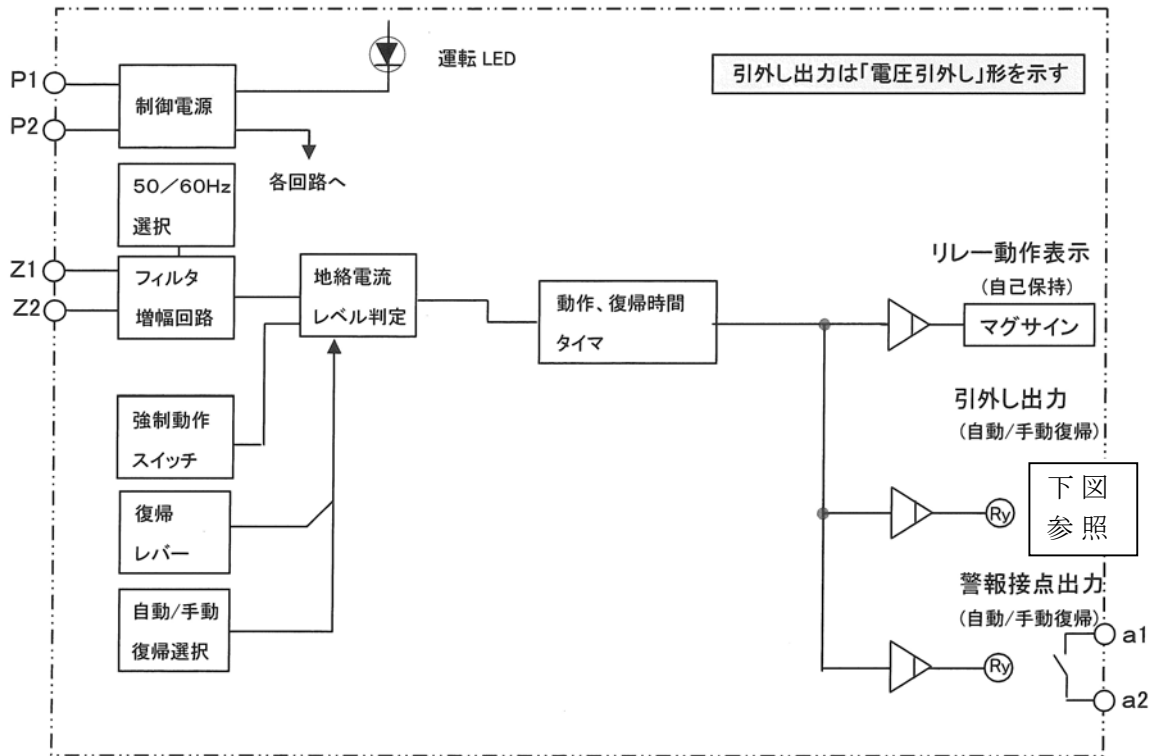 運転 LED
引外し出力は「電圧引外し」形を示す
P1
P2
制御電源
各回路へ
50／60Hz
選択
Z1
Z2
フィルタ
増幅回路
地絡電流
レベル判定
動作、復帰時間
タイマ
リレー動作表示
(自己保持)
マグサイン
強制動作
スイッチ
引外し出力
(自動/手動復帰)
Ry
下図
参照
復帰
レバー
自動/手動
復帰選択
警報接点出力
(自動/手動復帰)
Ry
a1
a2